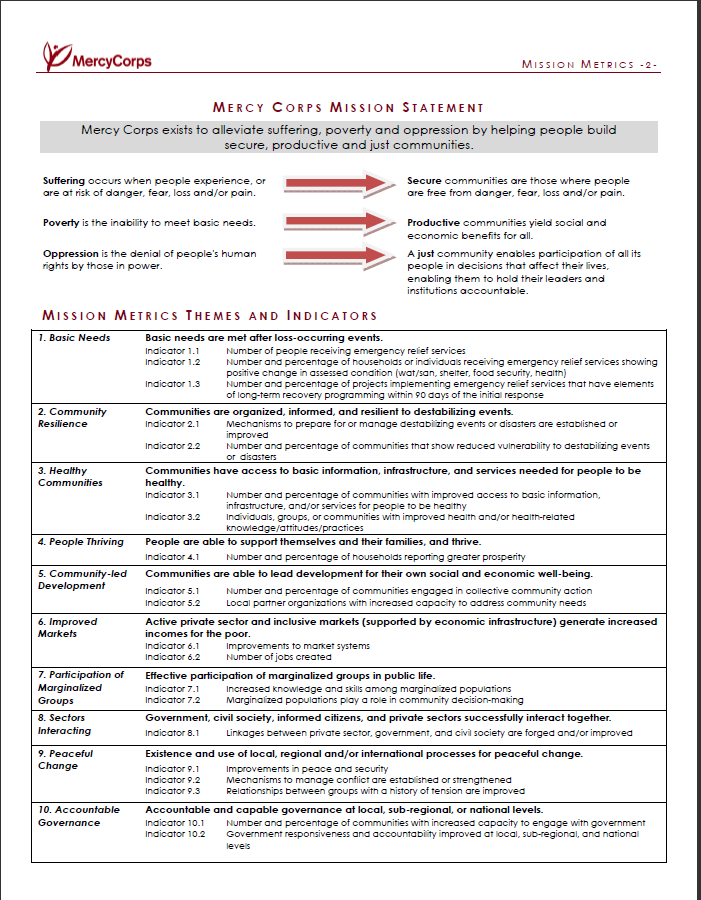 MercyCorps
MISSION METRICS -2-
MERCY CORPS MISSION STATEMENT
Mercy Corps exists to alleviate suffering, poverty and oppression by helping people build
secure, productive and just communities.
Suffering occurs when people experience, or
are at risk of danger, fear, loss and/or pain.
Secure communities are those where people
are free from danger, fear, loss and/or pain.
Poverty is the inability to meet basic needs.
Productive communities yield social and
economic benefits for all.
Oppression is the denial of people's human
rights by those in power.
A just community enables participation of all its
people in decisions that affect their lives,
enabling them to hold their leaders and
institutions accountable.
MISSION METRICS THEMES AND INDICATORS
1. Basic Needs
Basic needs are met after loss-occurring events.
Indicator 1.1 Number of people receiving emergency relief services
Indicator 1.2 Number and percentage of households or individuals receiving emergency relief services showing
positive change in assessed condition (wat/san, shelter, food security, health)
Indicator 1.3 Number and percentage of projects implementing emergency relief services that have elements
of long-term recovery programming within 90 days of the initial response
2. Community
Resilience
Communities are organized, informed, and resilient to destabilizing events.
Indicator 2.1 Mechanisms to prepare for or manage destabilizing events or disasters are established or
improved
Indicator 2.2 Number and percentage of communities that show reduced vulnerability to destabilizing events
or disasters
3. Healthy
Communities
Communities have access to basic information, infrastructure, and services needed for people to be
healthy.
Indicator 3.1 Number and percentage of communities with improved access to basic information,
infrastructure, and/or services for people to be healthy
Indicator 3.2 Individuals, groups, or communities with improved health and/or health-related
knowledge/attitudes/practices
4. People Thriving
People are able to support themselves and their families, and thrive.
Indicator 4.1 Number and percentage of households reporting greater prosperity
5. Community-led
Development
Communities are able to lead development for their own social and economic well-being.
Indicator 5.1 Number and percentage of communities engaged in collective community action
Indicator 5.2 Local partner organizations with increased capacity to address community needs
6. Improved
Markets
Active private sector and inclusive markets (supported by economic infrastructure) generate increased
incomes for the poor.
Indicator 6.1 Improvements to market systems
Indicator 6.2 Number of jobs created
7. Participation of
Marginalized
Groups
Effective participation of marginalized groups in public life.
Indicator 7.1 Increased knowledge and skills among marginalized populations
Indicator 7.2 Marginalized populations play a role in community decision-making
8. Sectors
Interacting
Government, civil society, informed citizens, and private sectors successfully interact together.
Indicator 8.1 Linkages between private sector, government, and civil society are forged and/or improved
9. Peaceful
Change
Existence and use of local, regional and/or international processes for peaceful change.
Indicator 9.1 Improvements in peace and security
Indicator 9.2 Mechanisms to manage conflict are established or strengthened
Indicator 9.3 Relationships between groups with a history of tension are improved
10. Accountable
Governance
Accountable and capable governance at local, sub-regional, or national levels.
Indicator 10.1 Number and percentage of communities with increased capacity to engage with government
Indicator 10.2 Government responsiveness and accountability improved at local, sub-regional, and national
levels